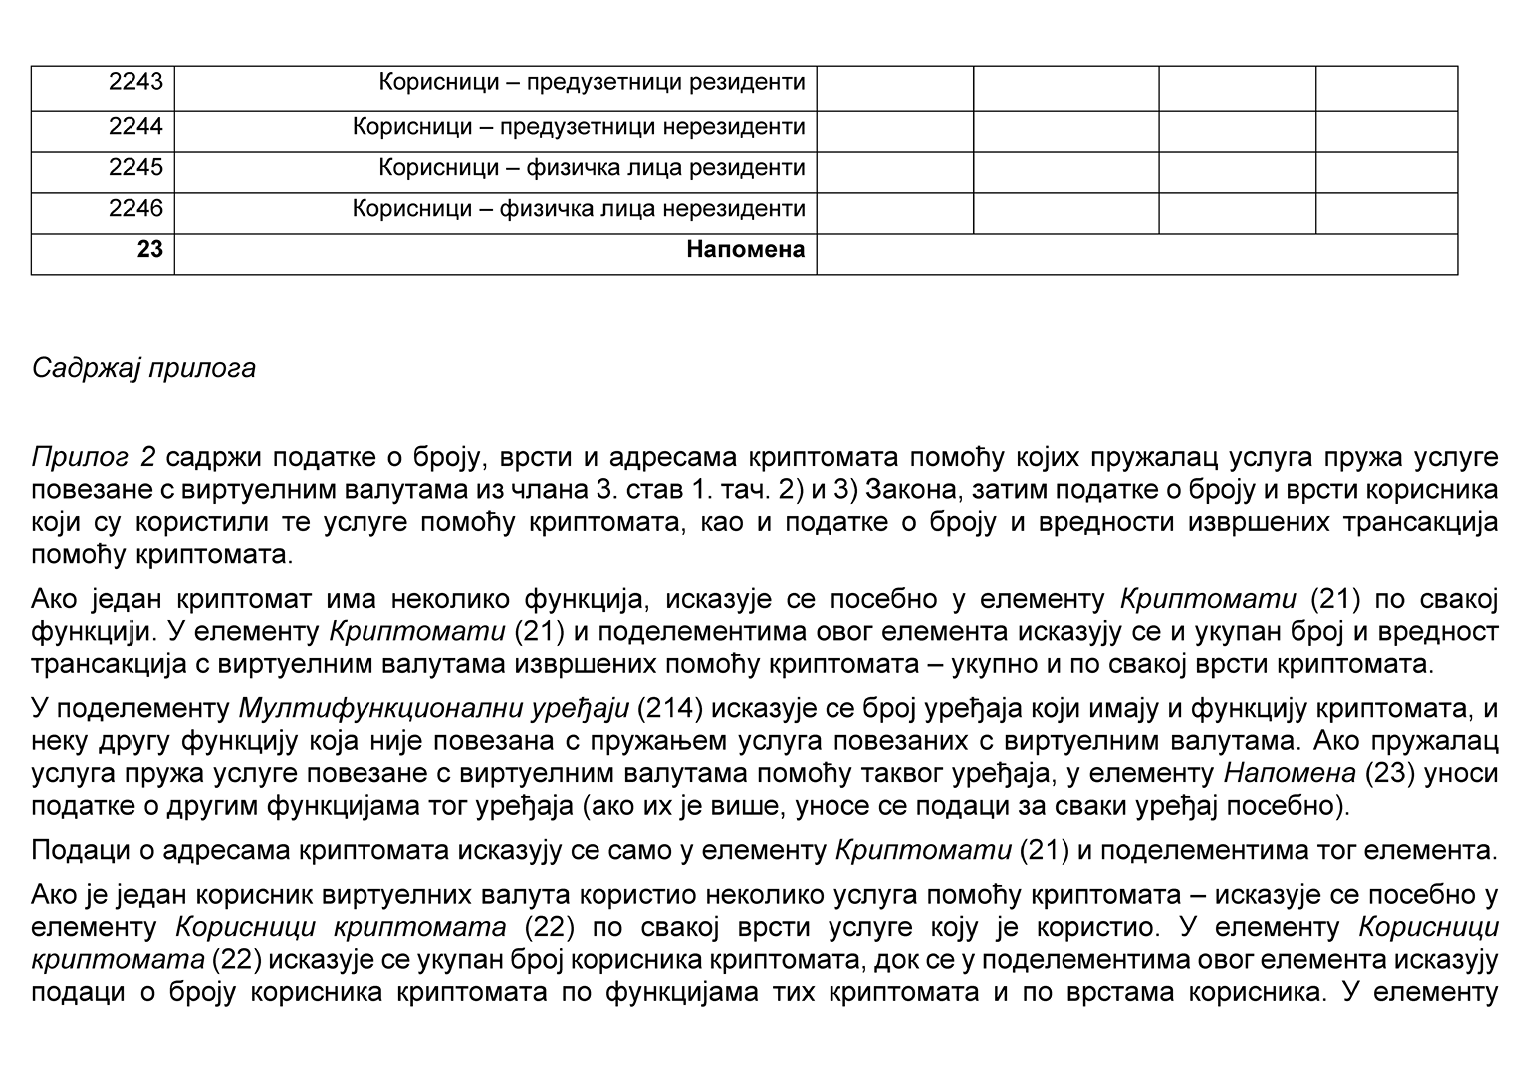 2243 Корисници – предузетници резиденти
2244 Корисници – предузетници нерезиденти
2245 Корисници – физичка лица резиденти
2246 Корисници – физичка лица нерезиденти
23 Напомена
Садржај прилога
Прилог 2 садржи податке о броју, врсти и адресама криптомата помоћу којих пружалац услуга пружа услуге
повезане с виртуелним валутама из члана 3. став 1. тач. 2) и 3) Закона, затим податке о броју и врсти корисника
који су користили те услуге помоћу криптомата, као и податке о броју и вредности извршених трансакција
помоћу криптомата.
Ако један криптомат има неколико функција, исказује се посебно у елементу Криптомати (21) по свакој
функцији. У елементу Криптомати (21) и поделементима овог елемента исказују се и укупан број и вредност
трансакција с виртуелним валутама извршених помоћу криптомата – укупно и по свакој врсти криптомата.
У поделементу Мултифункционални уређаји (214) исказује се број уређаја који имају и функцију криптомата, и
неку другу функцију која није повезана с пружањем услуга повезаних с виртуелним валутама. Ако пружалац
услуга пружа услуге повезане с виртуелним валутама помоћу таквог уређаја, у елементу Напомена (23) уноси
податке о другим функцијама тог уређаја (ако их је више, уносе се подаци за сваки уређај посебно).
Подаци о адресама криптомата исказују се само у елементу Криптомати (21) и поделементима тог елемента.
Ако је један корисник виртуелних валута користио неколико услуга помоћу криптомата – исказује се посебно у
елементу Корисници криптомата (22) по свакој врсти услуге коју је користио. У елементу Корисници
криптомата (22) исказује се укупан број корисника криптомата, док се у поделементима овог елемента исказују
подаци о броју корисника криптомата по функцијама тих криптомата и по врстама корисника. У елементу